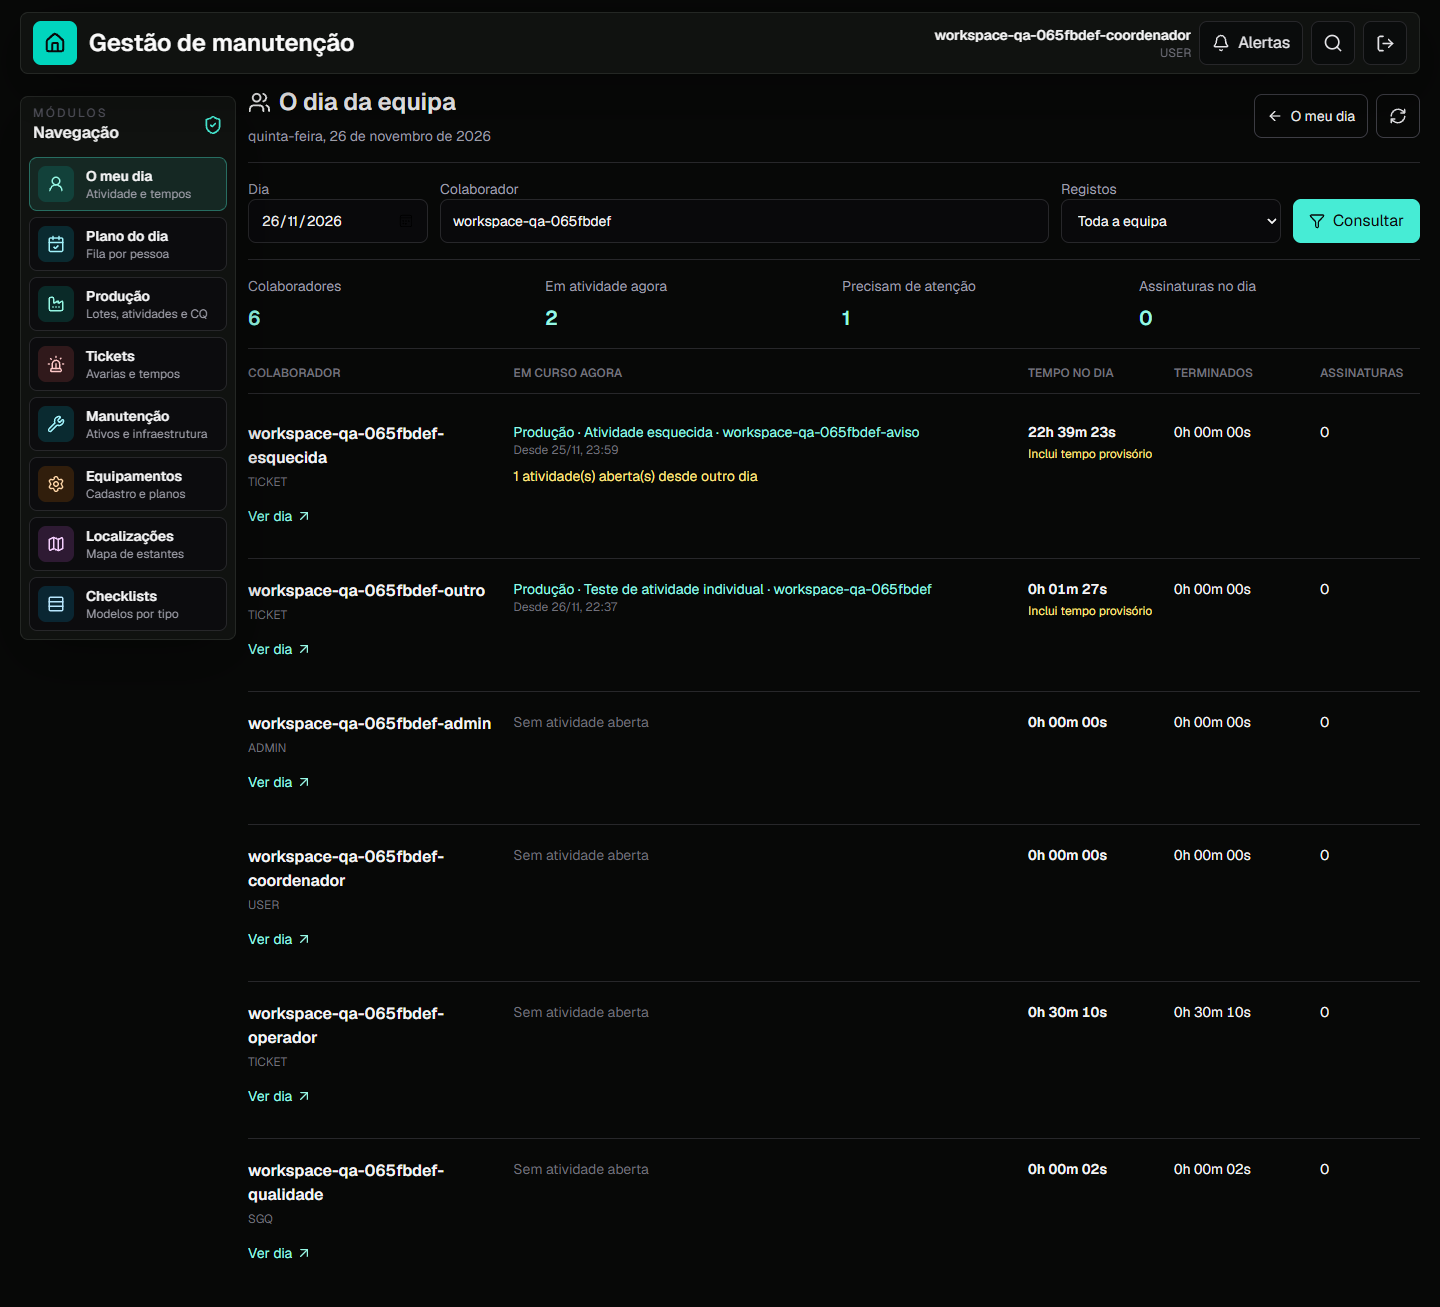 Gestão de manutenção
workspace-qa-065fbdef-coordenador
USER
Alertas
MÓDULOS
Navegação
O meu dia
Atividade e tempos
Plano do dia
Fila por pessoa
Produção
Lotes, atividades e CQ
Tickets
Avarias e tempos
Manutenção
Ativos e infraestrutura
Equipamentos
Cadastro e planos
Localizações
Mapa de estantes
Checklists
Modelos por tipo
O dia da equipa
quinta-feira, 26 de novembro de 2026
O meu dia
Dia
Colaborador
Registos
26/11/2026
workspace-qa-065fbdef
Toda a equipa
Consultar
Colaboradores
Em atividade agora
Precisam de atenção
Assinaturas no dia
6
2
1
0
COLABORADOR
EM CURSO AGORA
TEMPO NO DIA
TERMINADOS
ASSINATURAS
workspace-qa-065fbdef-
esquecida
TICKET
Ver dia
Produção · Atividade esquecida · workspace-qa-065fbdef-aviso
Desde 25/11, 23:59
1 atividade(s) aberta(s) desde outro dia
22h 39m 23s
Inclui tempo provisório
0h 00m 00s
0
workspace-qa-065fbdef-outro
TICKET
Ver dia
Produção · Teste de atividade individual · workspace-qa-065fbdef
Desde 26/11, 22:37
0h 01m 27s
Inclui tempo provisório
0h 00m 00s
0
workspace-qa-065fbdef-admin
ADMIN
Ver dia
Sem atividade aberta
0h 00m 00s
0h 00m 00s
0
workspace-qa-065fbdef-
coordenador
USER
Ver dia
Sem atividade aberta
0h 00m 00s
0h 00m 00s
0
workspace-qa-065fbdef-
operador
TICKET
Ver dia
Sem atividade aberta
0h 30m 10s
0h 30m 10s
0
workspace-qa-065fbdef-
qualidade
SGQ
Ver dia
Sem atividade aberta
0h 00m 02s
0h 00m 02s
0